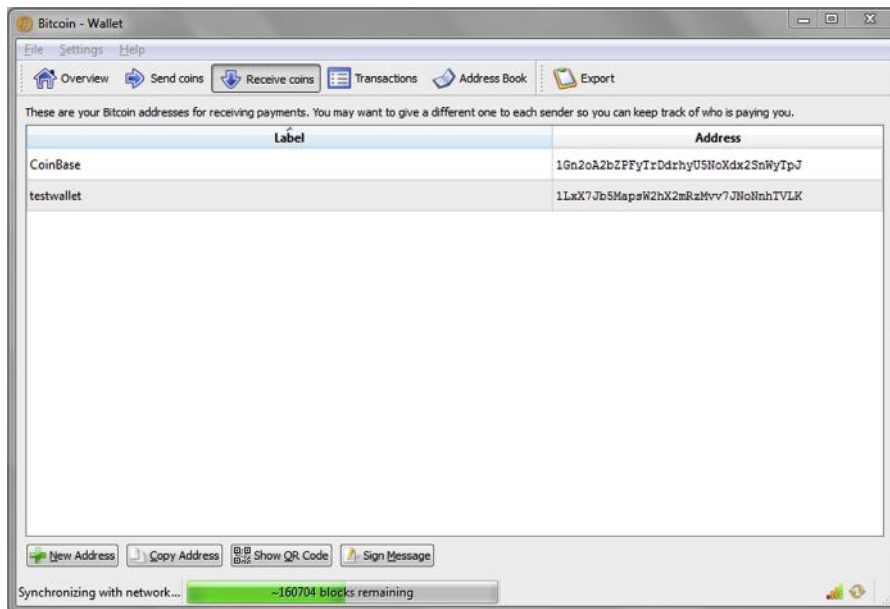 Bitcoin - Wallet
File Settings Help
Overview Send coins Receive coins Transactions Address Book Export
These are your Bitcoin addresses for receiving payments. You may want to give a different one to each sender so you can keep track of who is paying you.
Label Address
CoinBase 1Gn2oA2bZPFyTrDdrhyU5NoXdx2SnWyTpJ
testwallet 1LxX7Jb5MapsW2hX2mRzMvv7JNoNnhTVLK
New Address Copy Address Show QR Code Sign Message
Synchronizing with network... ~160704 blocks remaining